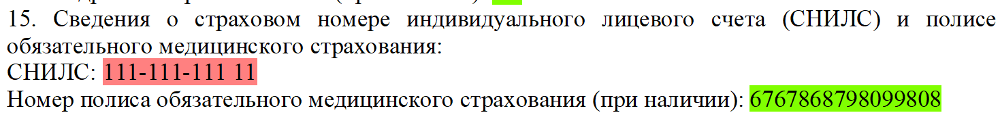 15. Сведения о страховом номере индивидуального лицевого счета (СНИЛС) и полисе
обязательного медицинского страхования:
СНИЛС: 111-111-111 11
Номер полиса обязательного медицинского страхования (при наличии): 6767868798099808